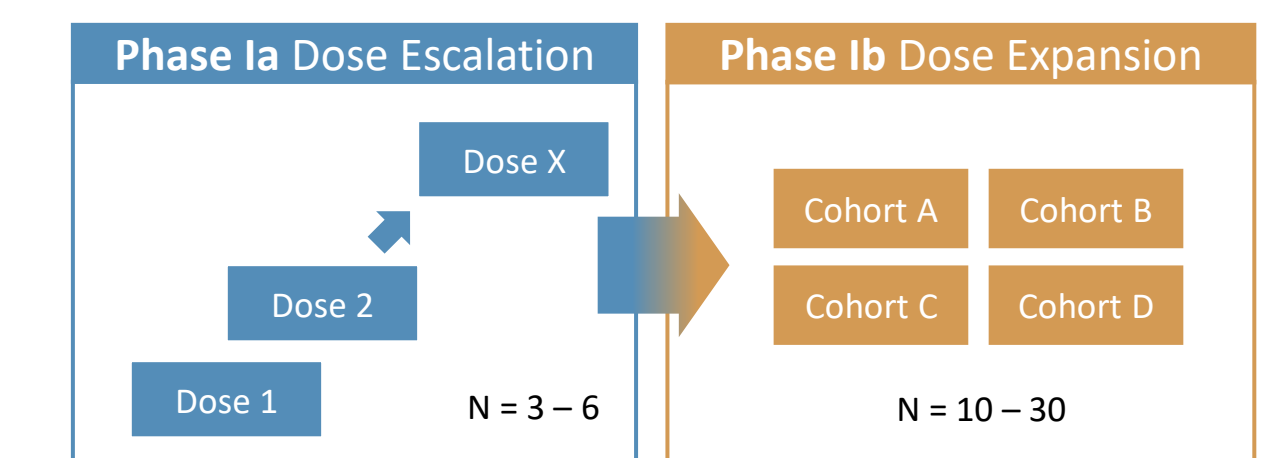 Phase Ia Dose Escalation
Dose X
Dose 2
Dose 1
N = 3 – 6
Phase Ib Dose Expansion
Cohort A
Cohort B
Cohort C
Cohort D
N = 10 – 30